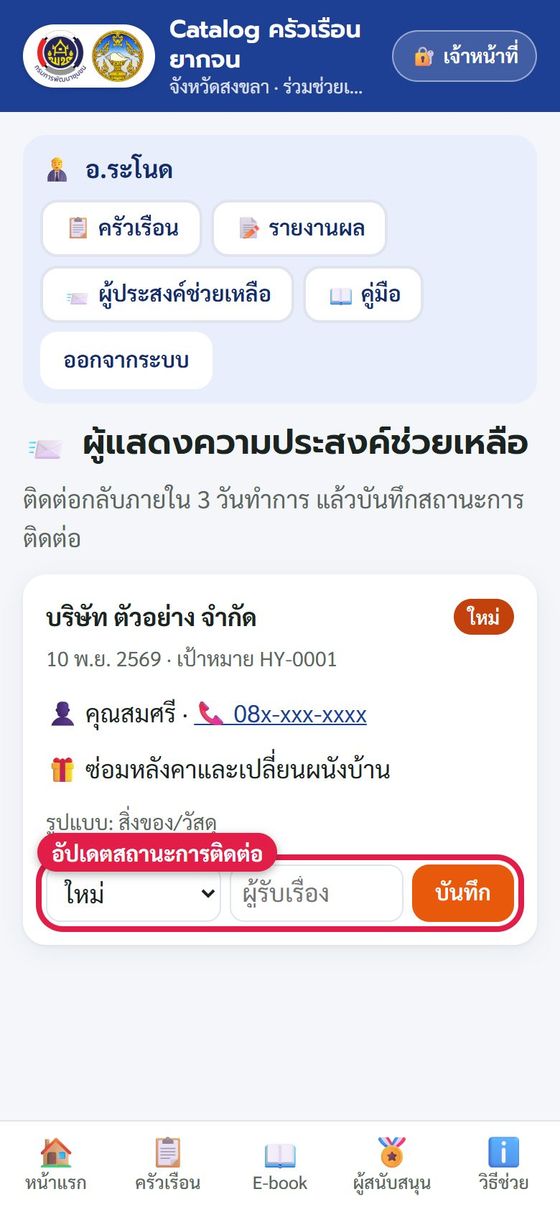 Catalog ครัวเรือน
ยากจน
จังหวัดสงขลา · ร่วมช่วยเ...
เจ้าหน้าที่
กรมการพัฒนาชุมชน
อ.ระโนด
ครัวเรือน
รายงานผล
ผู้ประสงค์ช่วยเหลือ
คู่มือ
ออกจากระบบ
ผู้แสดงความประสงค์ช่วยเหลือ
ติดต่อกลับภายใน 3 วันทำการ แล้วบันทึกสถานะการ
ติดต่อ
บริษัท ตัวอย่าง จำกัด
ใหม่
10 พ.ย. 2569 · เป้าหมาย HY-0001
คุณสมศรี · 08x-xxx-xxxx
ซ่อมหลังคาและเปลี่ยนผนังบ้าน
รูปแบบ: สิ่งของ/วัสดุ
อัปเดตสถานะการติดต่อ
ใหม่
ผู้รับเรื่อง
บันทึก
หน้าแรก
ครัวเรือน
E-book
ผู้สนับสนุน
วิธีช่วย